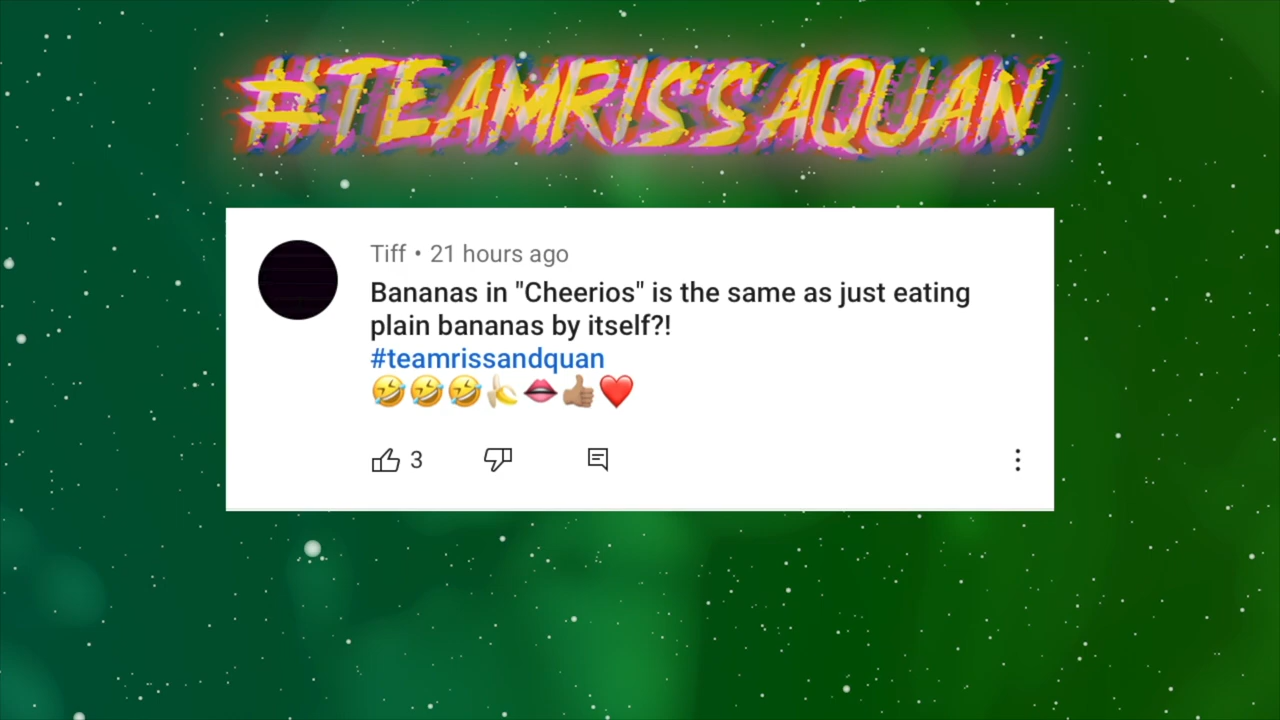 #TEAMRISSAQUAN
Tiff • 21 hours ago
Bananas in "Cheerios" is the same as just eating
plain bananas by itself?!
#teamrissandquan
🤣🤣🤣🍌👄👍🏽❤️
3